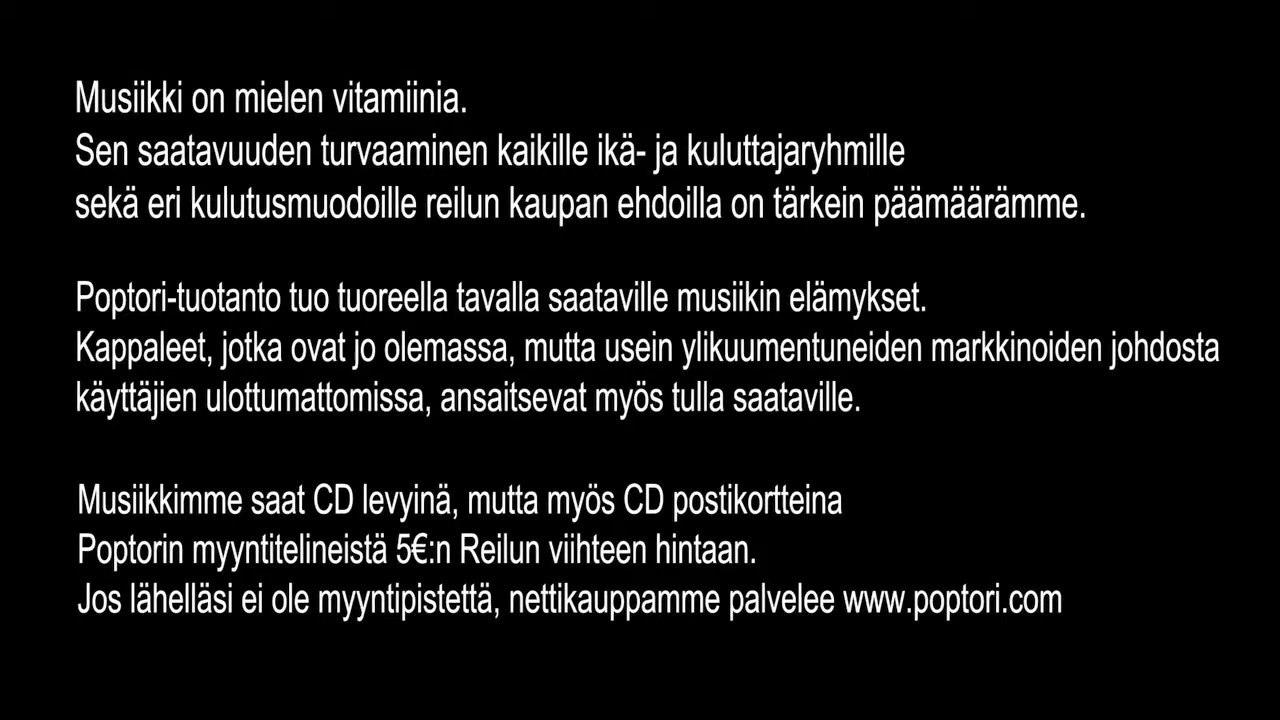 Musiikki on mielen vitamiinia.
Sen saatavuuden turvaaminen kaikille ikä- ja kuluttajaryhmille
sekä eri kulutusmuodoille reilun kaupan ehdoilla on tärkein päämäärämme.
Poptori-tuotanto tuo tuoreella tavalla saataville musiikin elämykset.
Kappaleet, jotka ovat jo olemassa, mutta usein ylikuumentuneiden markkinoiden johdosta
käyttäjien ulottumattomissa, ansaitsevat myös tulla saataville.
Musiikkimme saat CD levyinä, mutta myös CD postikortteina
Poptorin myyntitelineistä 5€:n Reilun viihteen hintaan.
Jos lähelläsi ei ole myyntipistettä, nettikauppamme palvelee www.poptori.com